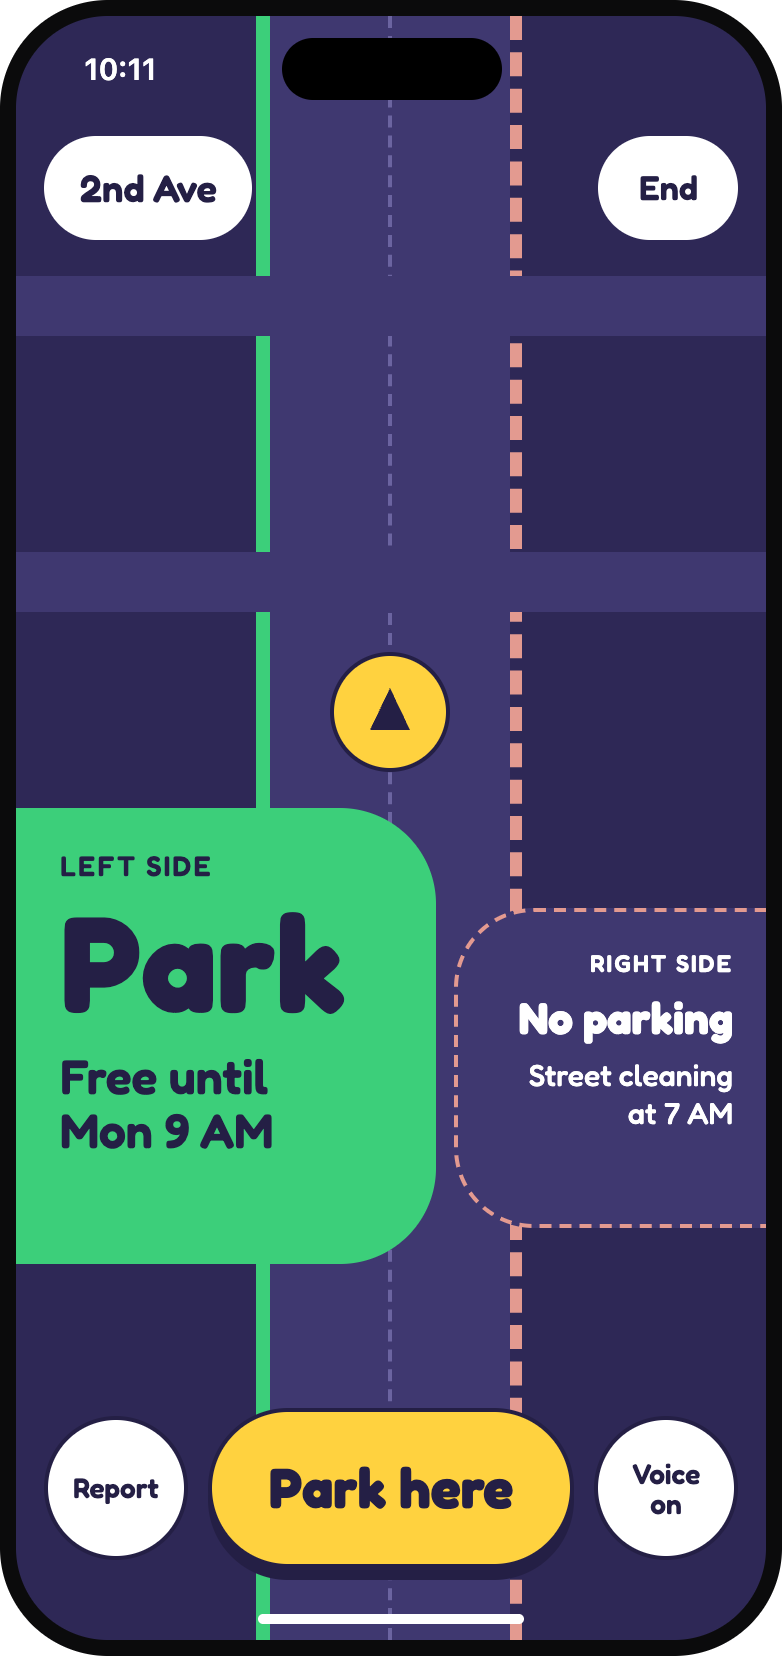 10:11
2nd Ave
End
LEFT SIDE
Park
Free until
Mon 9 AM
RIGHT SIDE
No parking
Street cleaning
at 7 AM
Report
Park here
Voice
on